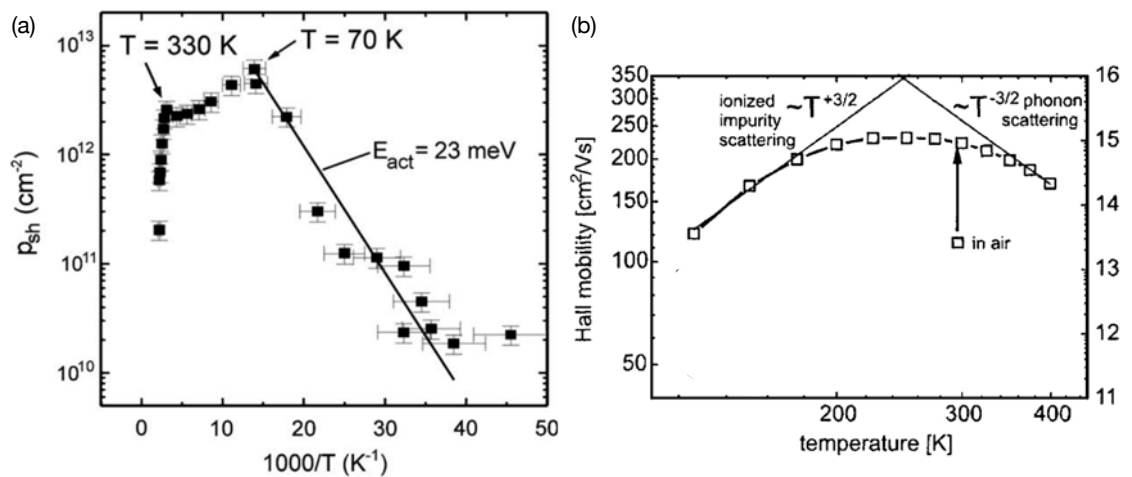 (a)
10^13
10^12
10^11
10^10
p_sh (cm^-2)
T = 330 K
T = 70 K
E_act = 23 meV
0 10 20 30 40 50
1000/T (K^-1)
(b)
350
300
250
200
150
100
50
Hall mobility [cm²/Vs]
ionized
impurity
scattering
~T^+3/2
~T^-3/2 phonon
scattering
in air
16
15
14
13
12
11
200 300 400
temperature [K]